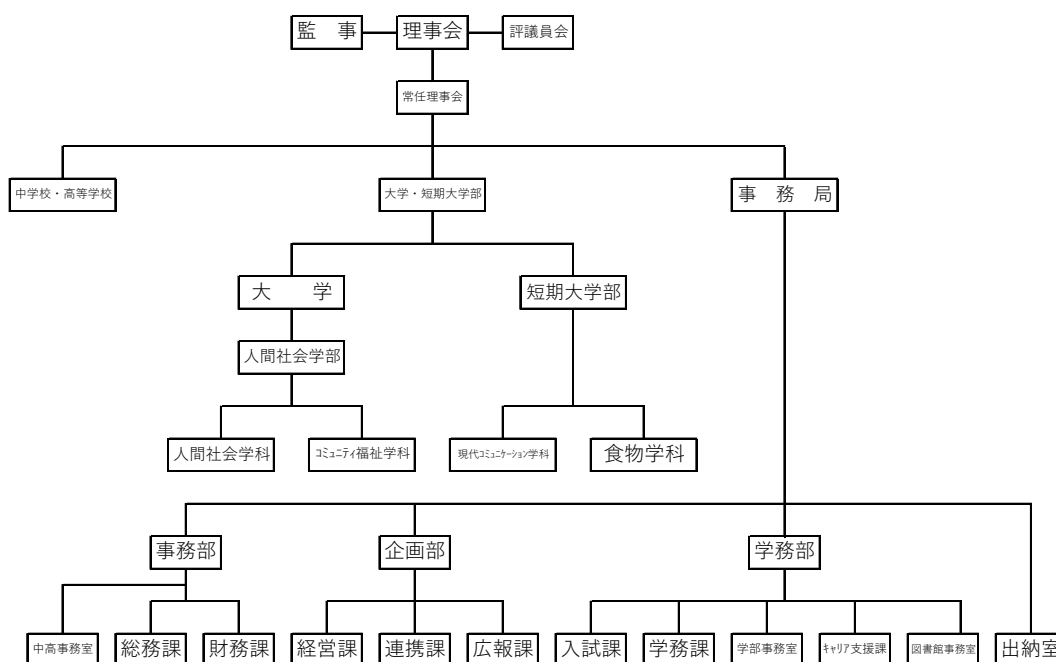 監　事
理事会
評議員会
常任理事会
中学校・高等学校
大学・短期大学部
事　務　局
大　　学
短期大学部
人間社会学部
人間社会学科
ｺﾐｭﾆﾃｨ福祉学科
現代ｺﾐｭﾆｹｰｼｮﾝ学科
食物学科
事務部
企画部
学務部
中高事務室
総務課
財務課
経営課
連携課
広報課
入試課
学務課
学部事務室
ｷｬﾘｱ支援課
図書館事務室
出納室